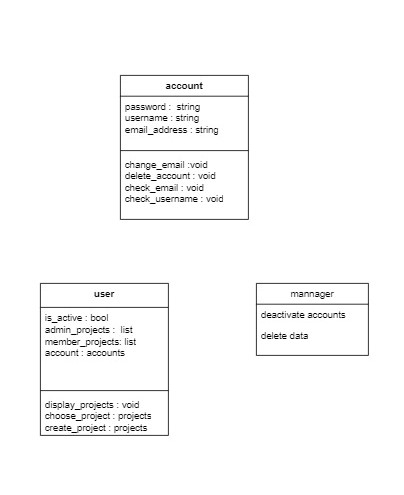 account
password :  string
username : string
email_address : string
change_email :void
delete_account : void
check_email : void
check_username : void
user
is_active : bool
admin_projects :  list
member_projects: list
account : accounts
display_projects : void
choose_project : projects
create_project : projects
mannager
deactivate accounts
delete data